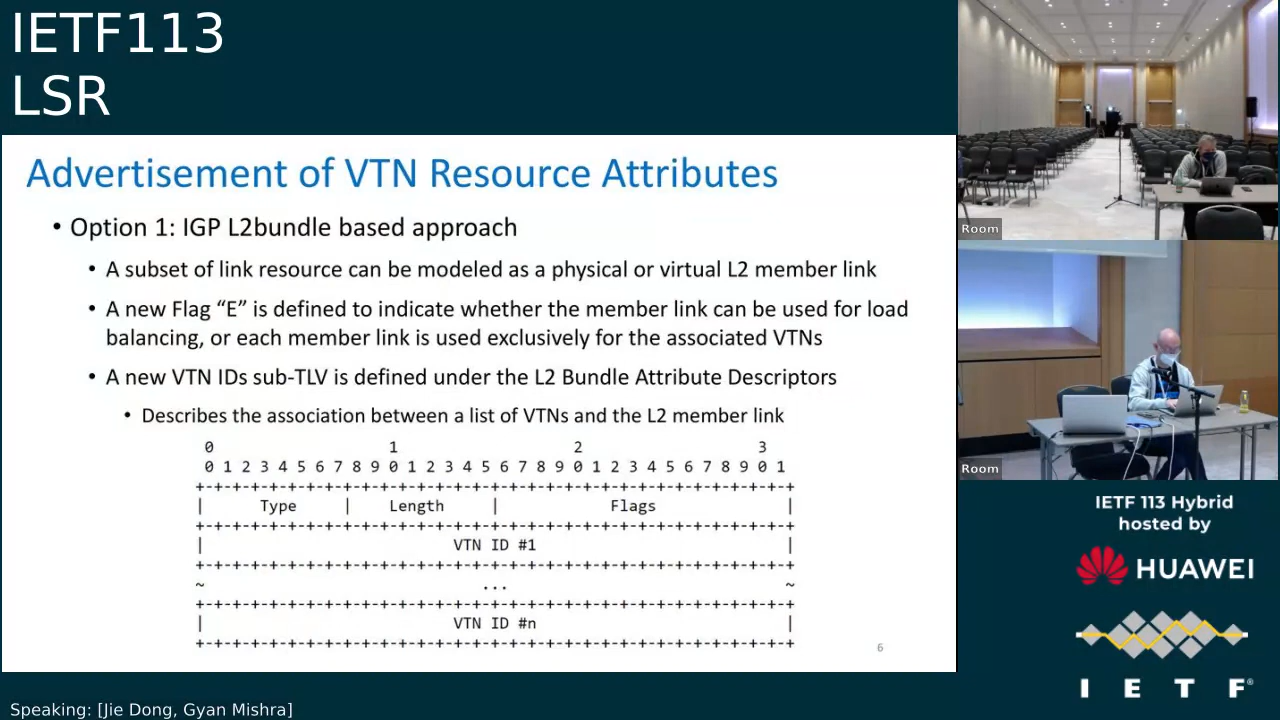 IETF113
LSR
Advertisement of VTN Resource Attributes
• Option 1: IGP L2bundle based approach
• A subset of link resource can be modeled as a physical or virtual L2 member link
• A new Flag “E” is defined to indicate whether the member link can be used for load
balancing, or each member link is used exclusively for the associated VTNs
• A new VTN IDs sub-TLV is defined under the L2 Bundle Attribute Descriptors
• Describes the association between a list of VTNs and the L2 member link
0 1 2 3
0 1 2 3 4 5 6 7 8 9 0 1 2 3 4 5 6 7 8 9 0 1 2 3 4 5 6 7 8 9 0 1
+-+-+-+-+-+-+-+-+-+-+-+-+-+-+-+-+-+-+-+-+-+-+-+-+-+-+-+-+-+-+-+-+
| Type | Length | Flags |
+-+-+-+-+-+-+-+-+-+-+-+-+-+-+-+-+-+-+-+-+-+-+-+-+-+-+-+-+-+-+-+-+
| VTN ID #1 |
+-+-+-+-+-+-+-+-+-+-+-+-+-+-+-+-+-+-+-+-+-+-+-+-+-+-+-+-+-+-+-+-+
~ ... ~
+-+-+-+-+-+-+-+-+-+-+-+-+-+-+-+-+-+-+-+-+-+-+-+-+-+-+-+-+-+-+-+-+
| VTN ID #n |
+-+-+-+-+-+-+-+-+-+-+-+-+-+-+-+-+-+-+-+-+-+-+-+-+-+-+-+-+-+-+-+-+
6
Room
Room
IETF 113 Hybrid
hosted by
HUAWEI
I E T F®
Speaking: [Jie Dong, Gyan Mishra]